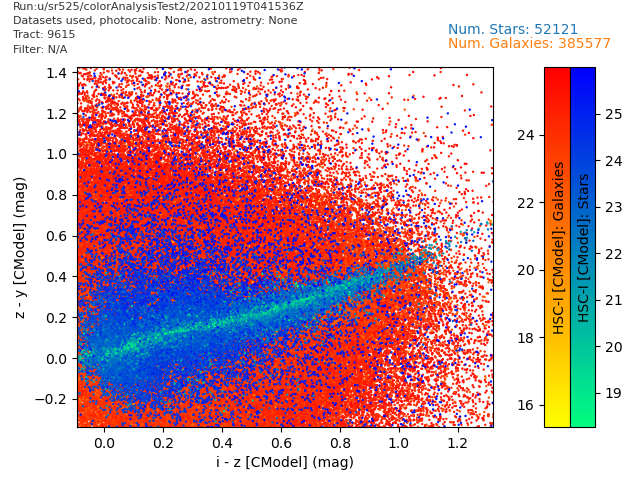 Run:u/sr525/colorAnalysisTest2/20210119T041536Z
Datasets used, photocalib: None, astrometry: None
Tract: 9615
Filter: N/A
Num. Stars: 52121
Num. Galaxies: 385577
1.4
1.2
1.0
0.8
0.6
0.4
0.2
0.0
−0.2
z - y [CModel] (mag)
0.0
0.2
0.4
0.6
0.8
1.0
1.2
i - z [CModel] (mag)
24
22
20
18
16
HSC-I [CModel]: Galaxies
HSC-I [CModel]: Stars
25
24
23
22
21
20
19